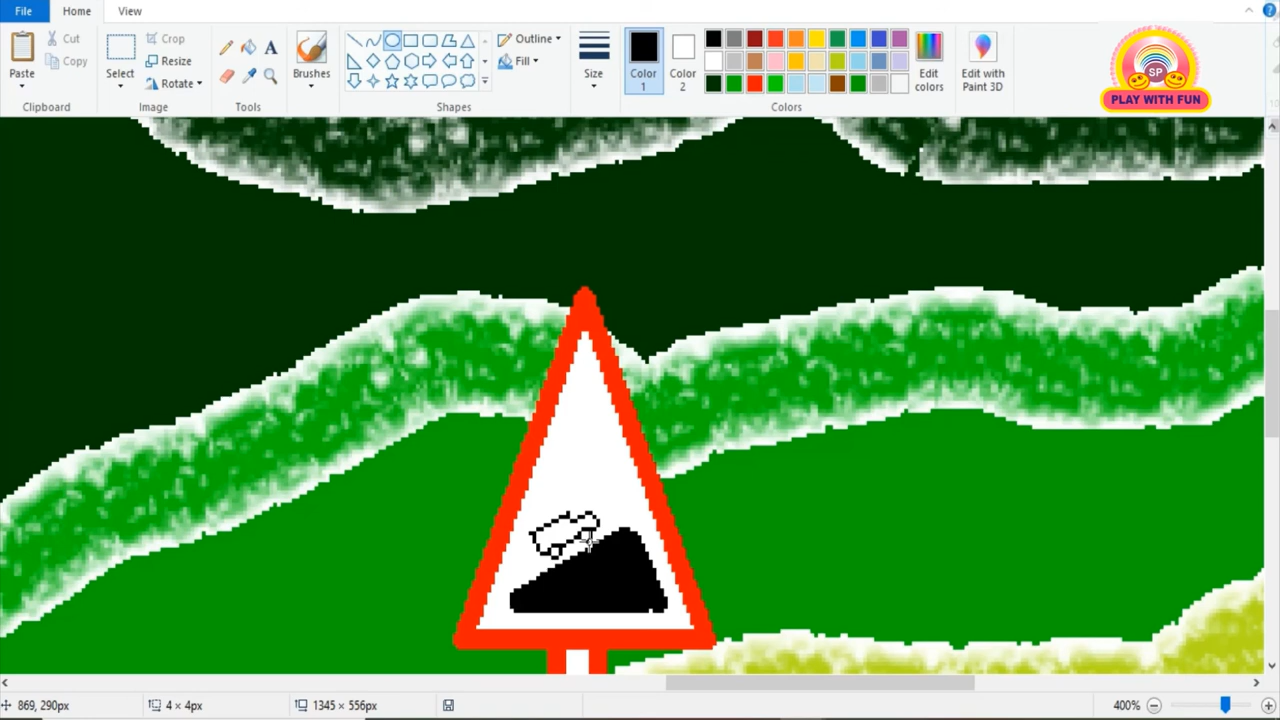 File
Home
View
Paste
Cut
Copy
Clipboard
Select
Crop
Resize
Rotate
Image
Tools
Brushes
Outline
Fill
Shapes
Size
Color
1
Color
2
Edit
colors
Edit with
Paint 3D
Colors
SP
PLAY WITH FUN
869, 290px
4 × 4px
1345 × 556px
400%